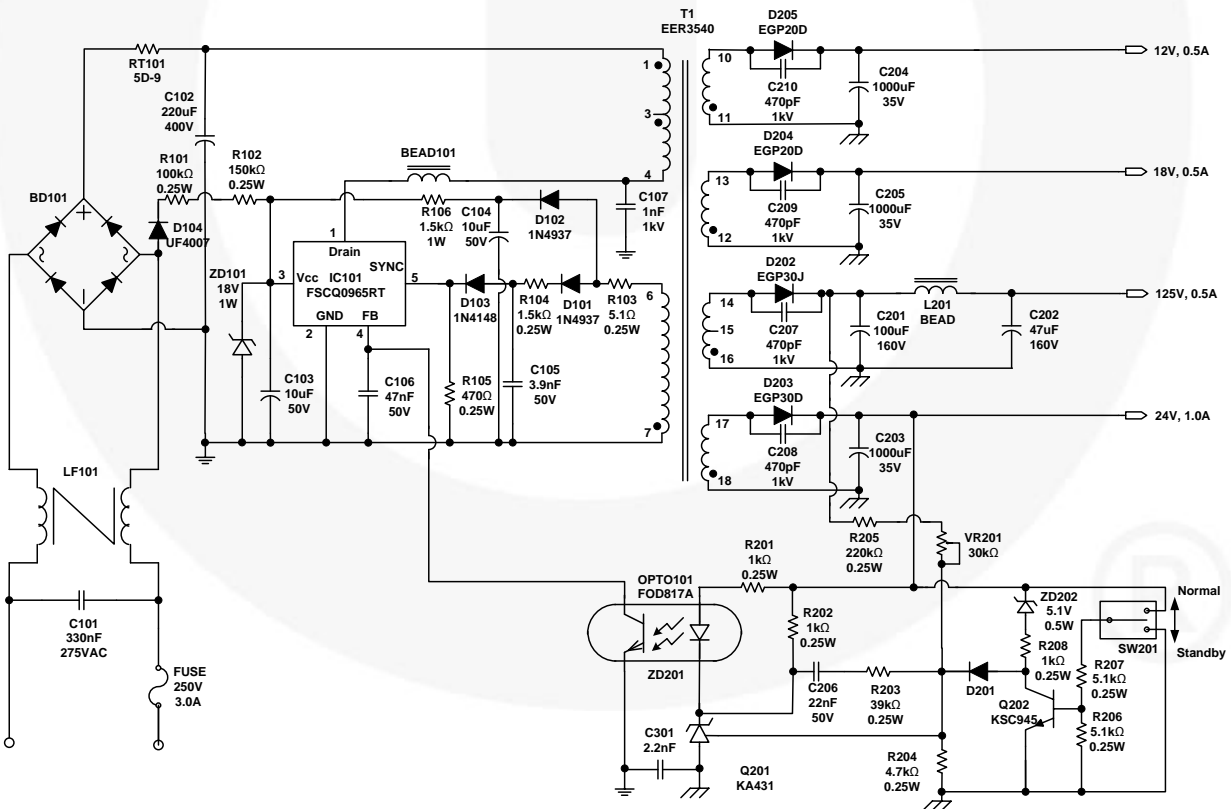 T1
EER3540
D205
EGP20D
12V, 0.5A
RT101
5D-9
C102
220uF
400V
1
3
4
10
11
C210
470pF
1kV
C204
1000uF
35V
D204
EGP20D
18V, 0.5A
R101
100kΩ
0.25W
R102
150kΩ
0.25W
BEAD101
13
12
C209
470pF
1kV
C205
1000uF
35V
BD101
D104
UF4007
R106
1.5kΩ
1W
C104
10uF
50V
D102
1N4937
C107
1nF
1kV
1
Drain
SYNC
5
3
Vcc
IC101
FSCQ0965RT
GND
FB
2
4
ZD101
18V
1W
D103
1N4148
R104
1.5kΩ
0.25W
D101
1N4937
R103
5.1Ω
0.25W
6
7
D202
EGP30J
125V, 0.5A
14
15
16
C207
470pF
1kV
C201
100uF
160V
L201
BEAD
C202
47uF
160V
C103
10uF
50V
C106
47nF
50V
R105
470Ω
0.25W
C105
3.9nF
50V
D203
EGP30D
24V, 1.0A
17
18
C208
470pF
1kV
C203
1000uF
35V
LF101
R205
220kΩ
0.25W
VR201
30kΩ
C101
330nF
275VAC
FUSE
250V
3.0A
OPTO101
FOD817A
R201
1kΩ
0.25W
R202
1kΩ
0.25W
ZD201
C206
22nF
50V
R203
39kΩ
0.25W
D201
ZD202
5.1V
0.5W
R208
1kΩ
0.25W
Normal
SW201
Standby
R207
5.1kΩ
0.25W
Q202
KSC945
R206
5.1kΩ
0.25W
C301
2.2nF
Q201
KA431
R204
4.7kΩ
0.25W
®